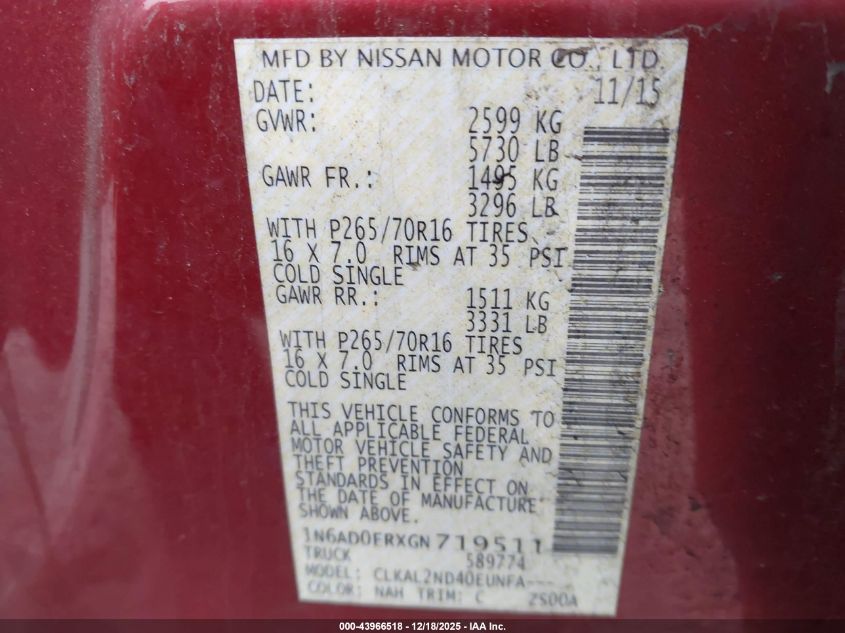 MFD BY NISSAN MOTOR CO., LTD.
DATE: 11/15
GVWR: 2599 KG
5730 LB
GAWR FR.: 1495 KG
3296 LB
WITH P265/70R16 TIRES,
16 X 7.0 RIMS AT 35 PSI
COLD SINGLE
GAWR RR.: 1511 KG
3331 LB
WITH P265/70R16 TIRES
16 X 7.0 RIMS AT 35 PSI
COLD SINGLE
THIS VEHICLE CONFORMS TO
ALL APPLICABLE FEDERAL
MOTOR VEHICLE SAFETY AND
THEFT PREVENTION
STANDARDS IN EFFECT ON
THE DATE OF MANUFACTURE
SHOWN ABOVE.
1N6AD0ERXGN719511
TRUCK 589774
MODEL: CLKAL2ND40EUNFA---
COLOR: NAH TRIM: C 2S00A
000-43966518 - 12/18/2025 - IAA Inc.